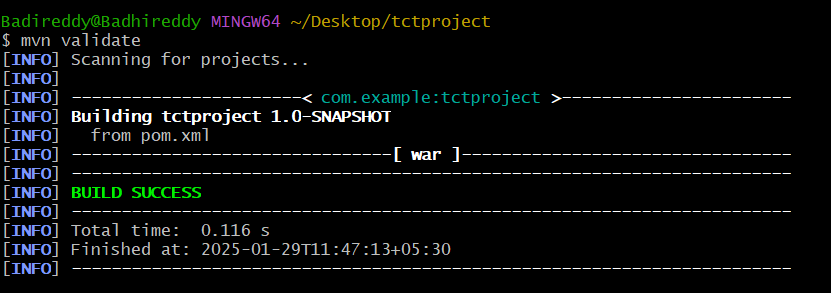 Badireddy@Badhireddy MINGW64 ~/Desktop/tctproject
$ mvn validate
[INFO] Scanning for projects...
[INFO]
[INFO] -----------------------< com.example:tctproject >-----------------------
[INFO] Building tctproject 1.0-SNAPSHOT
[INFO]   from pom.xml
[INFO] --------------------------------[ war ]---------------------------------
[INFO] ------------------------------------------------------------------------
[INFO] BUILD SUCCESS
[INFO] ------------------------------------------------------------------------
[INFO] Total time:  0.116 s
[INFO] Finished at: 2025-01-29T11:47:13+05:30
[INFO] ------------------------------------------------------------------------